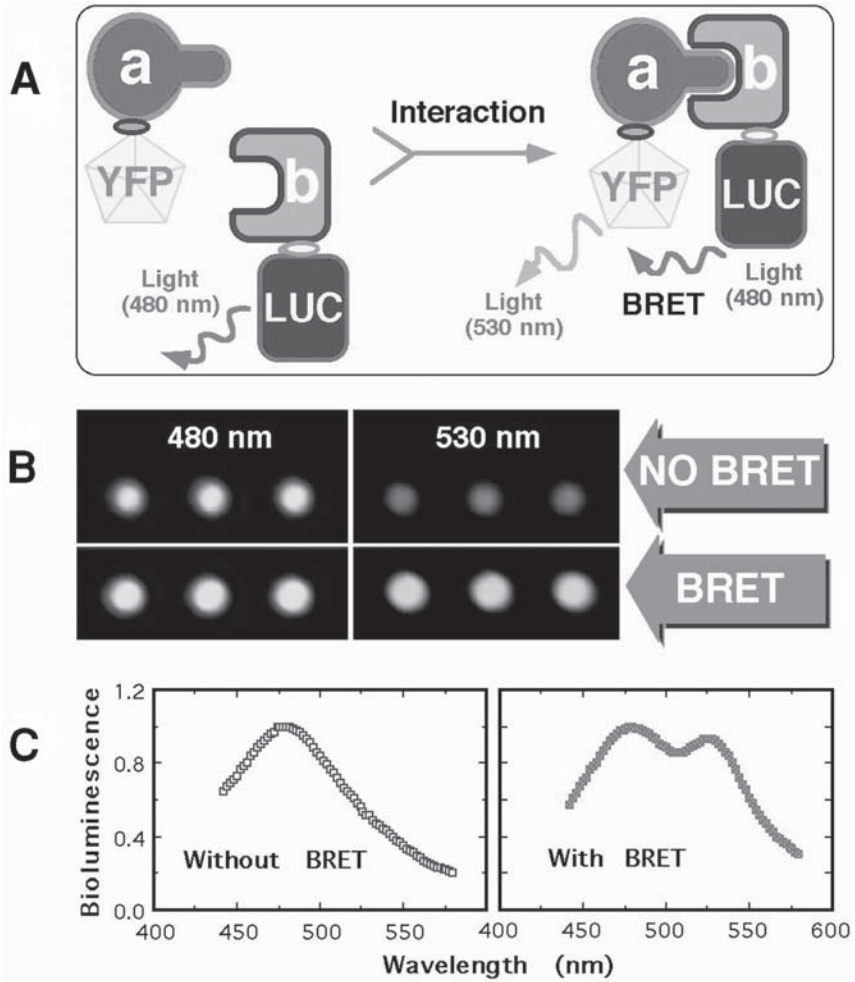 A
a
YFP
b
LUC
Light
(480 nm)
Interaction
a
b
YFP
LUC
Light
(530 nm)
BRET
Light
(480 nm)
B
480 nm
530 nm
NO BRET
BRET
C
Bioluminescence
1.2
0.8
0.4
0.0
Without BRET
With BRET
400 450 500 550 400 450 500 550 600
Wavelength (nm)